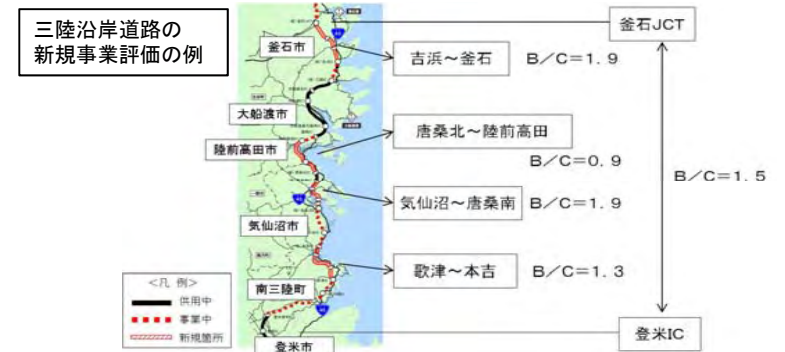 三陸沿岸道路の
新規事業評価の例
釜石JCT
釜石市
吉浜～釜石 B／C＝1．9
大船渡市
唐桑北～陸前高田
陸前高田市
B／C＝0．9
B／C＝1．5
気仙沼～唐桑南 B／C＝1．9
気仙沼市
歌津～本吉 B／C＝1．3
南三陸町
＜凡 例＞
供用中
事業中
新規箇所
登米市
登米IC